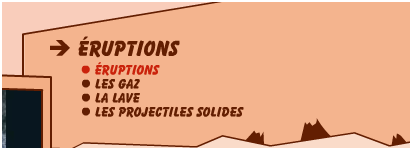 ÉRUPTIONS
ÉRUPTIONS
LES GAZ
LA LAVE
LES PROJECTILES SOLIDES